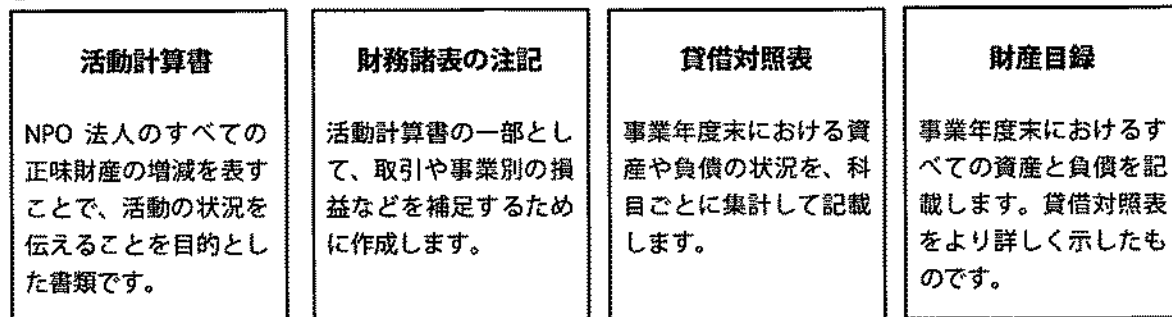 活動計算書
NPO 法人のすべての
正味財産の増減を表す
ことで、活動の状況を
伝えることを目的とし
た書類です。
財務諸表の注記
活動計算書の一部とし
て、取引や事業別の損
益などを補足するため
に作成します。
貸借対照表
事業年度末における資
産や負債の状況を、科
目ごとに集計して記載
します。
財産目録
事業年度末におけるす
べての資産と負債を記
載します。貸借対照表
をより詳しく示したも
のです。